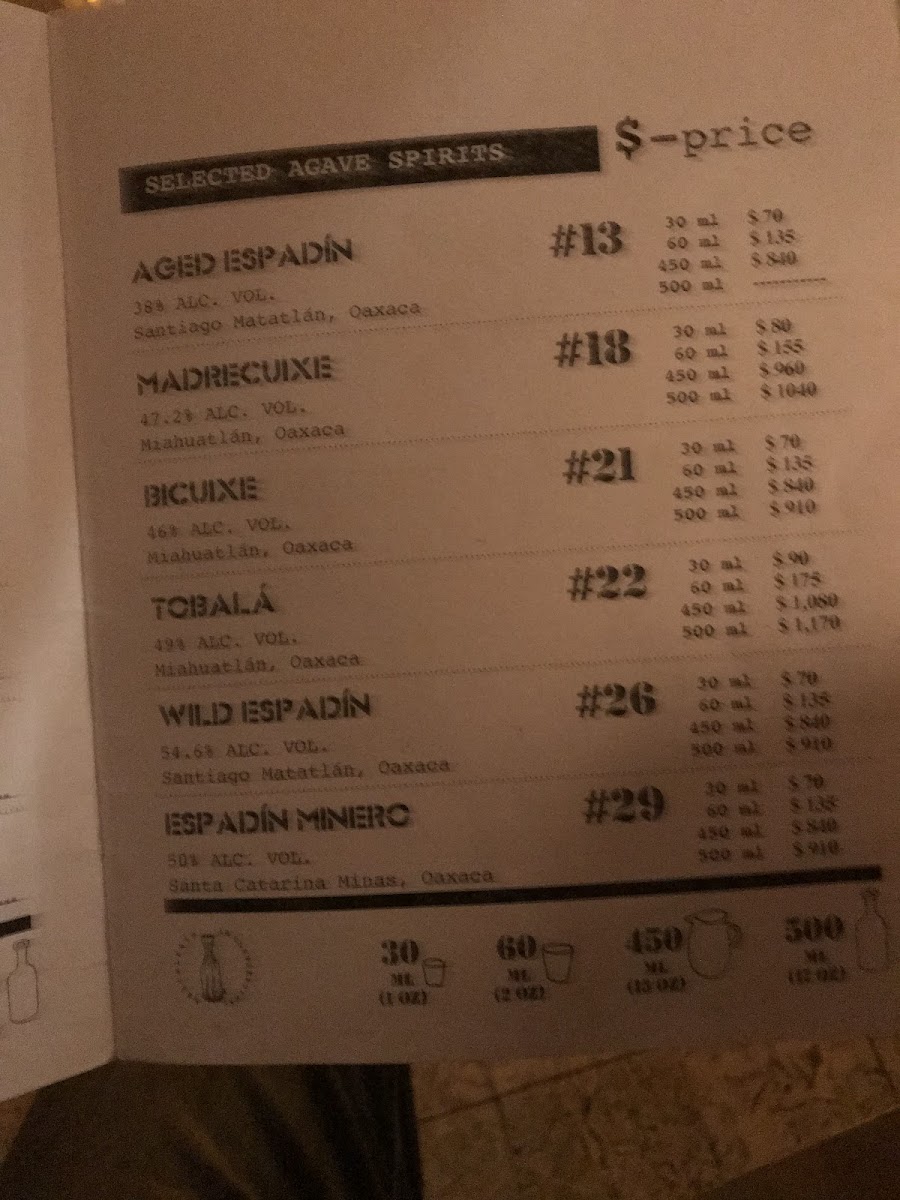 SELECTED AGAVE SPIRITS $-price
AGED ESPADÍN #13
38% ALC. VOL.
Santiago Matatlán, Oaxaca
30 ml $70
60 ml $135
450 ml $840
500 ml -----------
MADRECUIXE #18
47.2% ALC. VOL.
Miahuatlán, Oaxaca
30 ml $80
60 ml $155
450 ml $960
500 ml $1040
BICUIXE #21
46% ALC. VOL.
Miahuatlán, Oaxaca
30 ml $70
60 ml $135
450 ml $840
500 ml $910
TOBALÁ #22
49% ALC. VOL.
Miahuatlán, Oaxaca
30 ml $90
60 ml $175
450 ml $1,080
500 ml $1,170
WILD ESPADÍN #26
54.6% ALC. VOL.
Santiago Matatlán, Oaxaca
30 ml $70
60 ml $135
450 ml $840
500 ml $910
ESPADÍN MINERO #29
50% ALC. VOL.
Santa Catarina Minas, Oaxaca
30 ml $70
60 ml $135
450 ml $840
500 ml $910
30 ML (1 OZ)
60 ML (2 OZ)
450 ML (15 OZ)
500 ML (17 OZ)